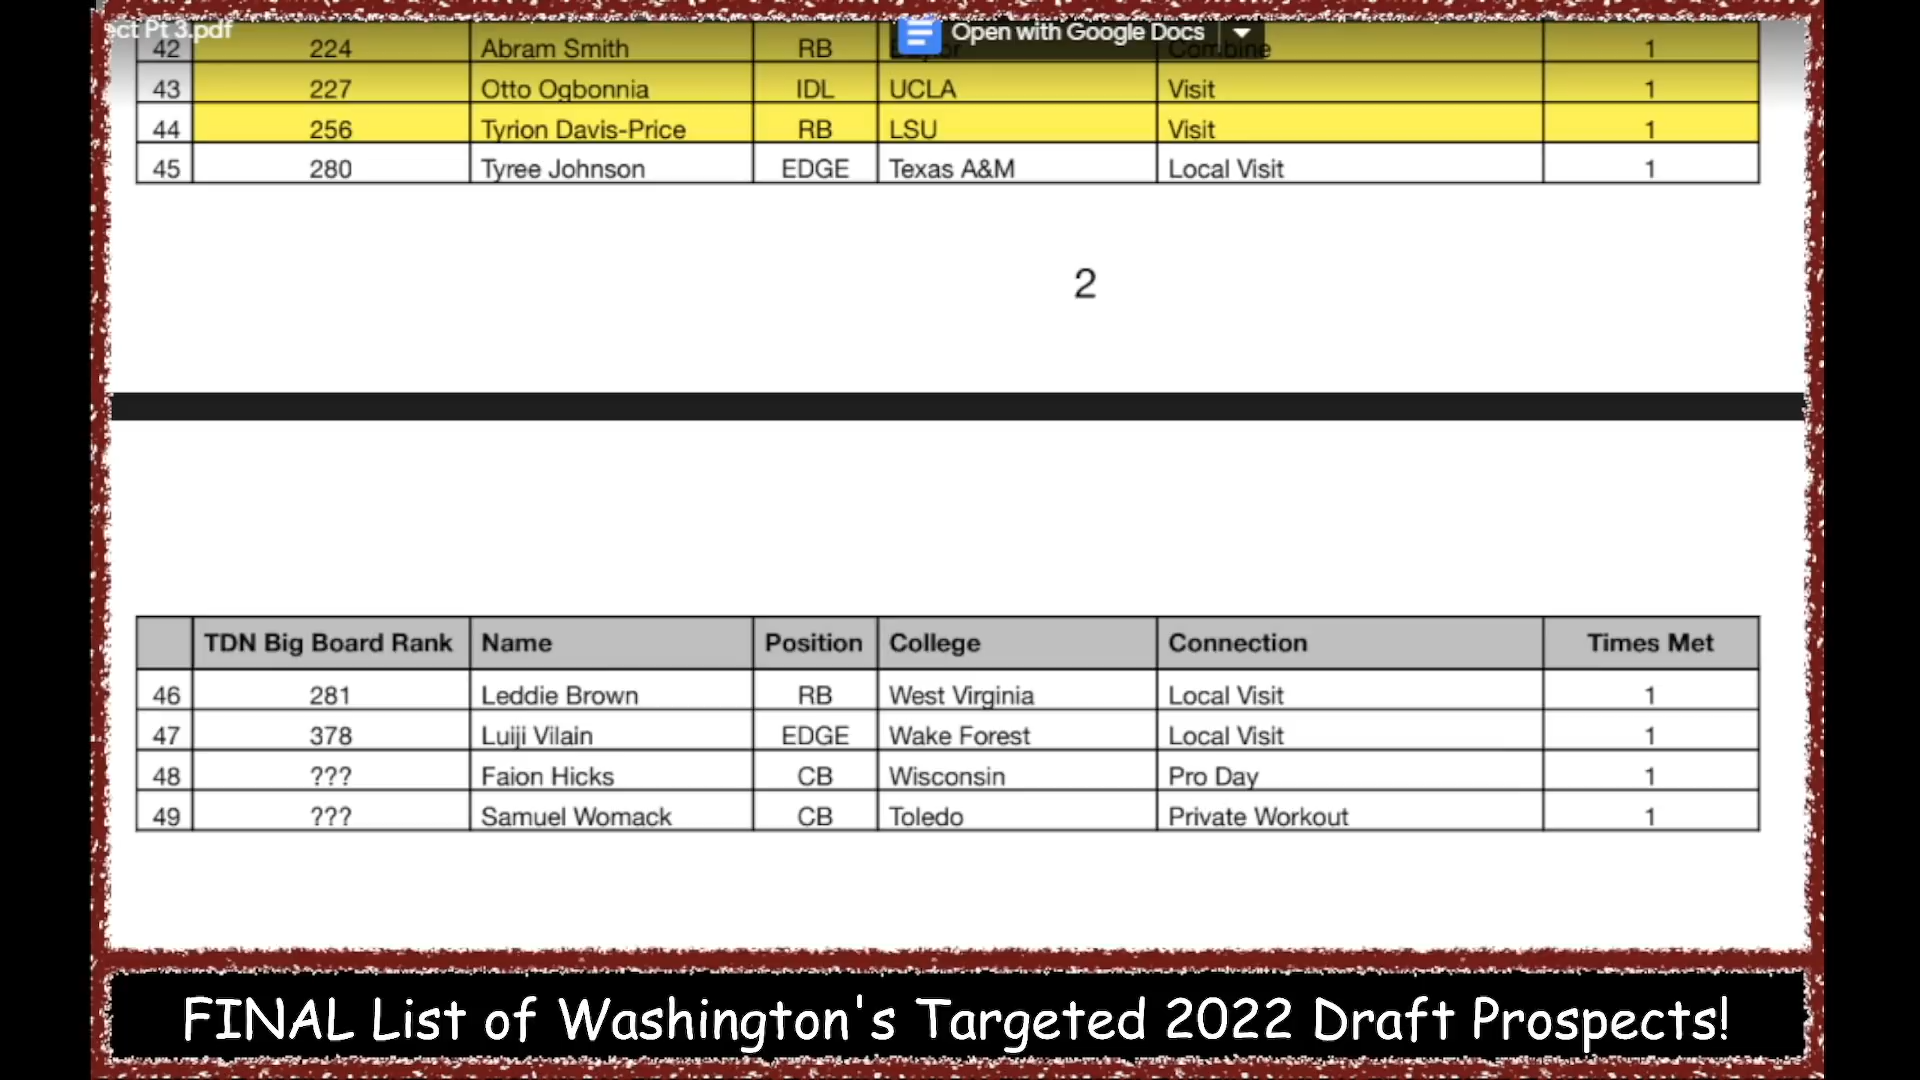 ect Pt 3.pdf
Open with Google Docs
42 224 Abram Smith RB Combine 1
43 227 Otto Ogbonnia IDL UCLA Visit 1
44 256 Tyrion Davis-Price RB LSU Visit 1
45 280 Tyree Johnson EDGE Texas A&M Local Visit 1
2
TDN Big Board Rank Name Position College Connection Times Met
46 281 Leddie Brown RB West Virginia Local Visit 1
47 378 Luiji Vilain EDGE Wake Forest Local Visit 1
48 ??? Faion Hicks CB Wisconsin Pro Day 1
49 ??? Samuel Womack CB Toledo Private Workout 1
FINAL List of Washington's Targeted 2022 Draft Prospects!